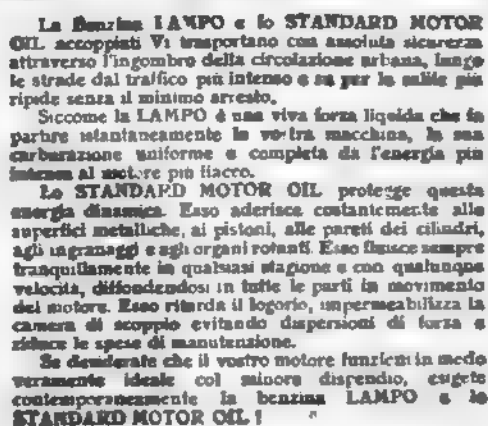 La Benzina LAMPO e lo STANDARD MOTOR
OIL accoppiati Vi trasportano con assoluta sicurezza
attraverso l'ingombro della circolazione urbana, lungo
le strade dal traffico più intenso e su per le salite più
ripide senza il minimo arresto.
Siccome la LAMPO è una viva forza liquida che fa
partire istantaneamente la vostra macchina, la sua
carburazione uniforme e completa da l'energia più
intensa al motore più fiacco.
Lo STANDARD MOTOR OIL protegge questa
energia dinamica. Esso aderisce costantemente alle
superfici metalliche, ai pistoni, alle pareti dei cilindri,
agli ingranaggi e agli organi rotanti. Esso fluisce sempre
tranquillamente in qualsiasi stagione e con qualunque
velocità, diffondendosi in tutte le parti in movimento
del motore. Esso ritarda il logorio, impermeabilizza la
camera di scoppio evitando dispersioni di forza e
riduce le spese di manutenzione.
Se desiderate che il vostro motore funzioni in modo
veramente ideale col minore dispendio, esigete
contemporaneamente la benzina LAMPO e lo
STANDARD MOTOR OIL !